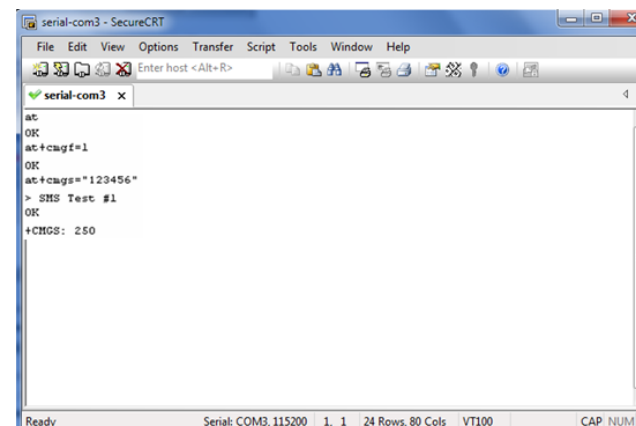 serial-com3 - SecureCRT
File Edit View Options Transfer Script Tools Window Help
Enter host <Alt+R>
serial-com3 x
at
OK
at+cmgf=1
OK
at+cmgs="123456"
> SMS Test #1
OK
+CMGS: 250
Ready Serial: COM3, 115200 1, 1 24 Rows, 80 Cols VT100 CAP NUM